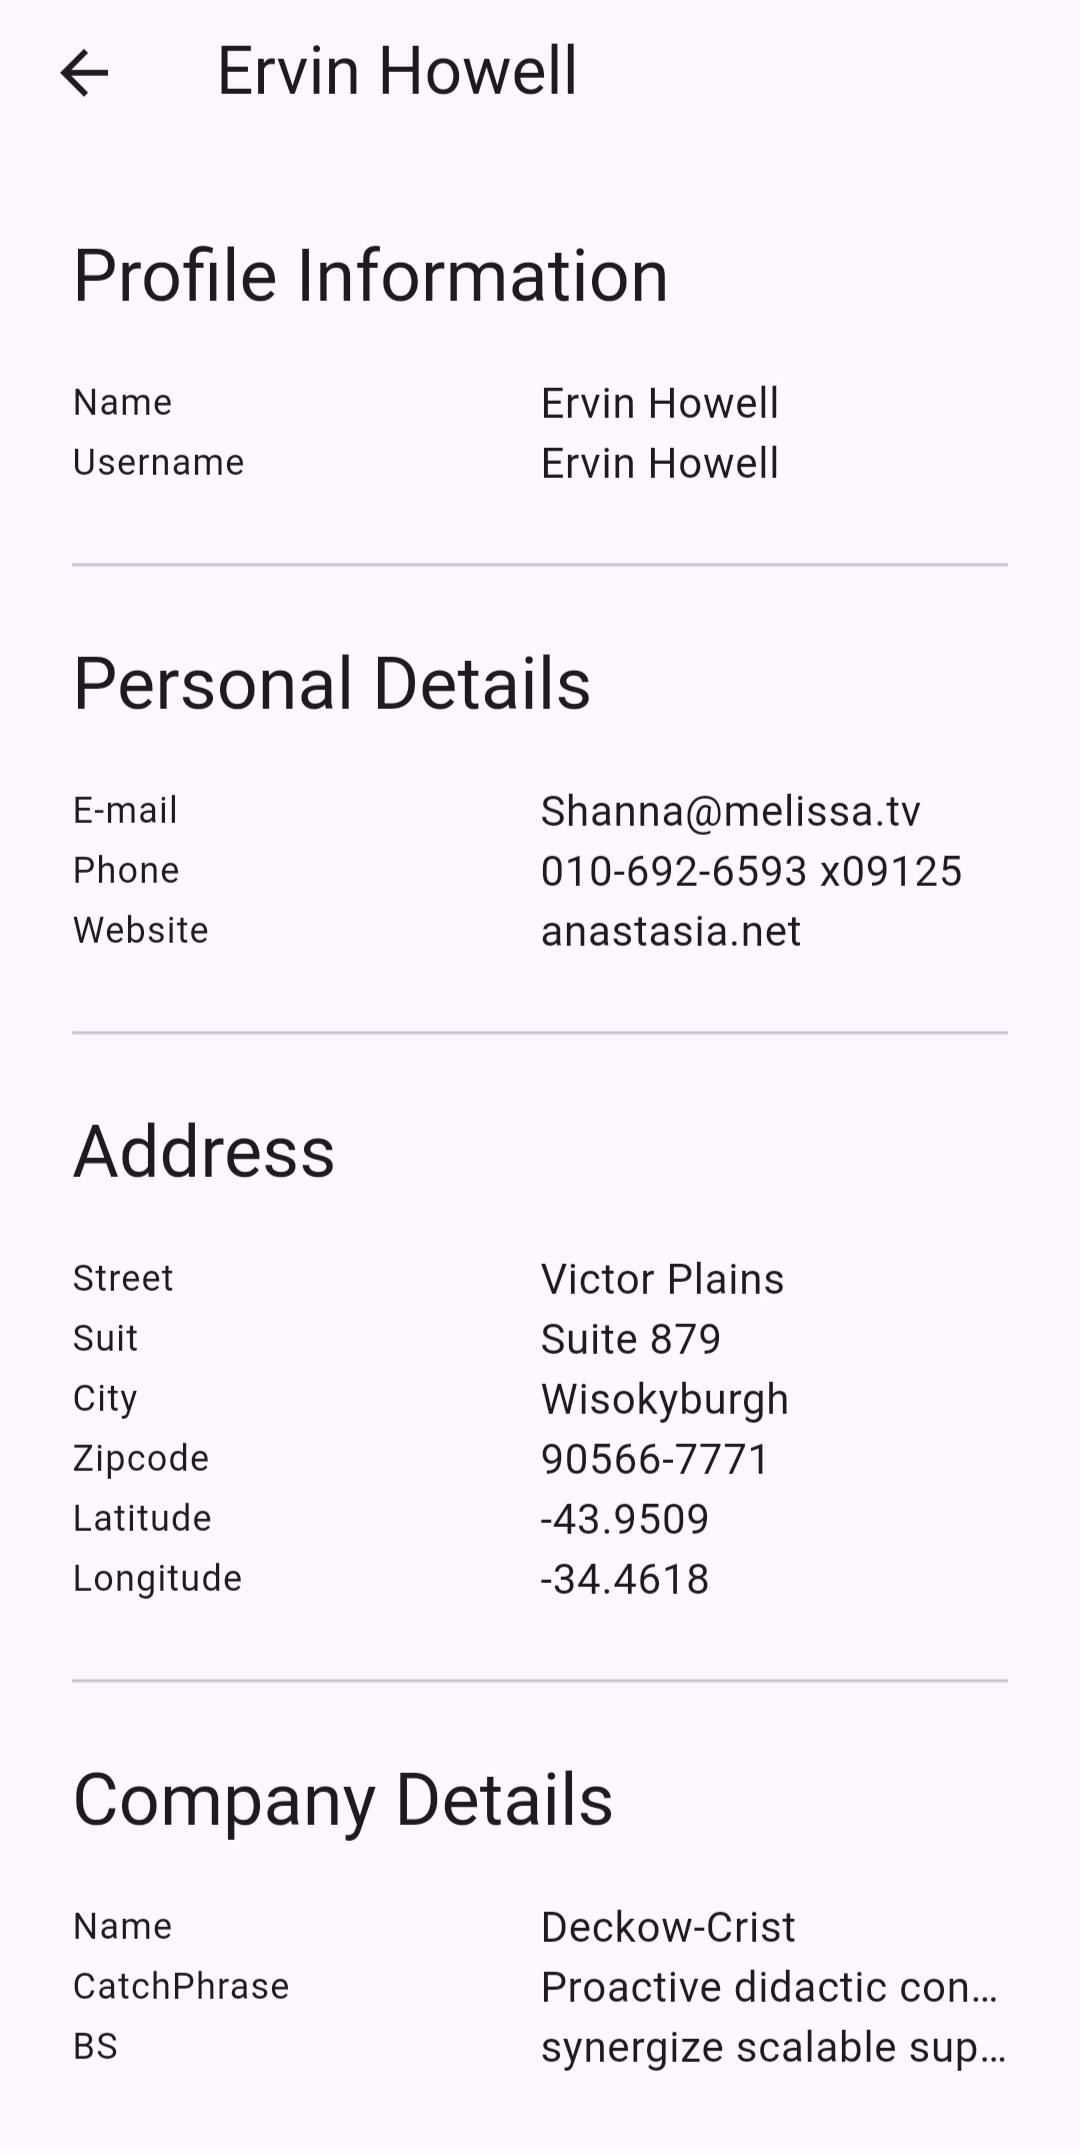 Ervin Howell
Profile Information
Name Ervin Howell
Username Ervin Howell
Personal Details
E-mail Shanna@melissa.tv
Phone 010-692-6593 x09125
Website anastasia.net
Address
Street Victor Plains
Suit Suite 879
City Wisokyburgh
Zipcode 90566-7771
Latitude -43.9509
Longitude -34.4618
Company Details
Name Deckow-Crist
CatchPhrase Proactive didactic con…
BS synergize scalable sup…